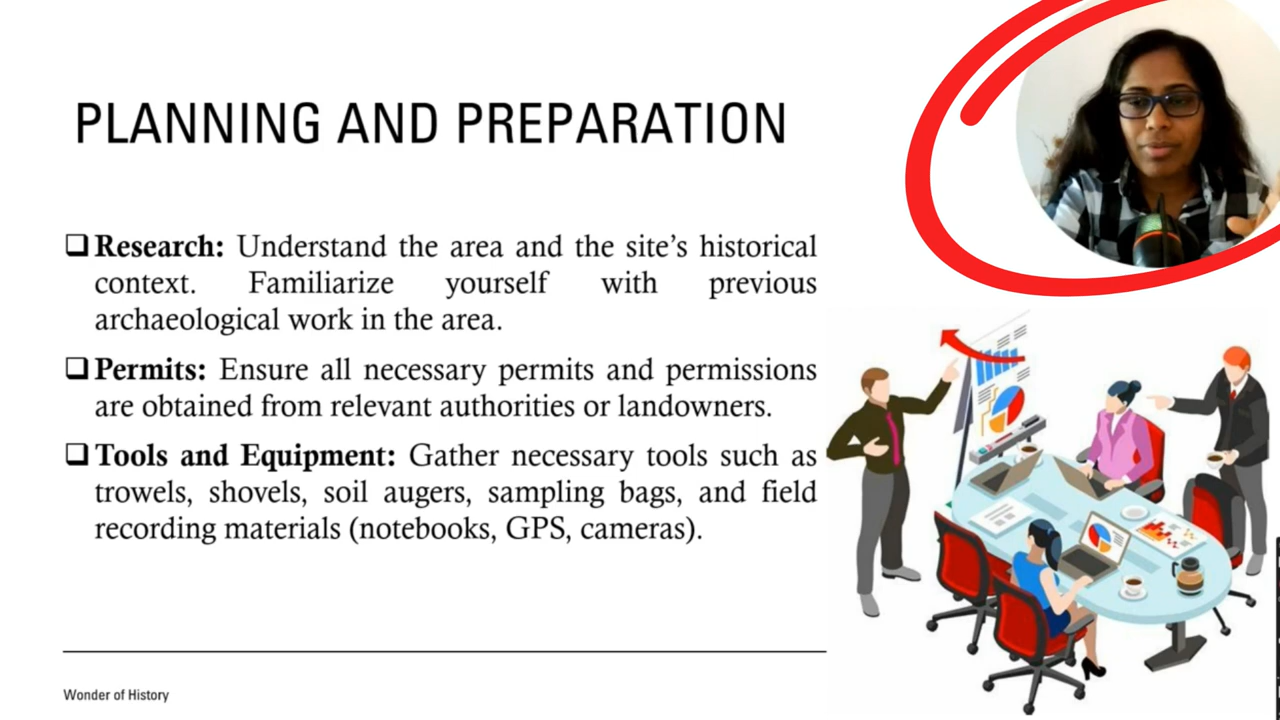 PLANNING AND PREPARATION
❑Research: Understand the area and the site’s historical
context. Familiarize yourself with previous
archaeological work in the area.
❑Permits: Ensure all necessary permits and permissions
are obtained from relevant authorities or landowners.
❑Tools and Equipment: Gather necessary tools such as
trowels, shovels, soil augers, sampling bags, and field
recording materials (notebooks, GPS, cameras).
Wonder of History